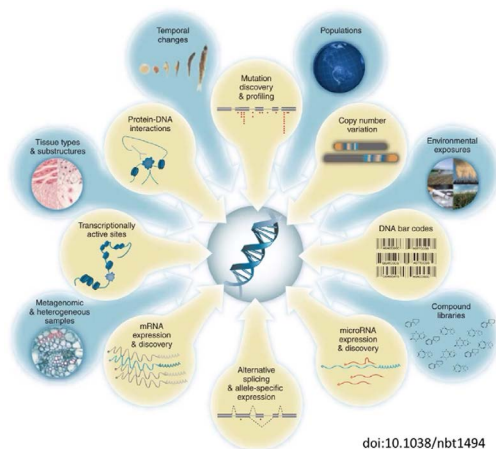 Temporal
changes
Populations
Mutation
discovery
& profiling
Protein-DNA
interactions
Copy number
variation
Tissue types
& substructures
Environmental
exposures
Transcriptionally
active sites
DNA bar codes
Metagenomic
& heterogeneous
samples
mRNA
expression
& discovery
Alternative
splicing
& allele-specific
expression
microRNA
expression
& discovery
Compound
libraries
doi:10.1038/nbt1494